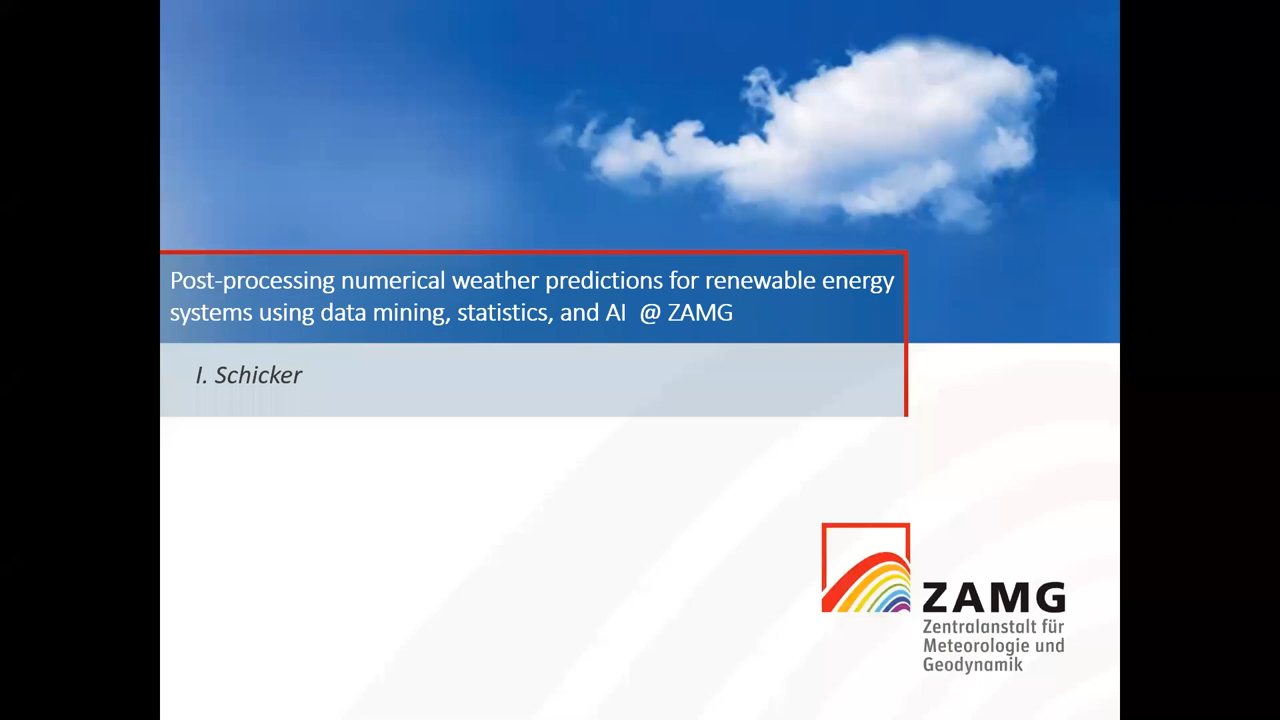 Post-processing numerical weather predictions for renewable energy
systems using data mining, statistics, and AI @ ZAMG
I. Schicker
ZAMG
Zentralanstalt für
Meteorologie und
Geodynamik